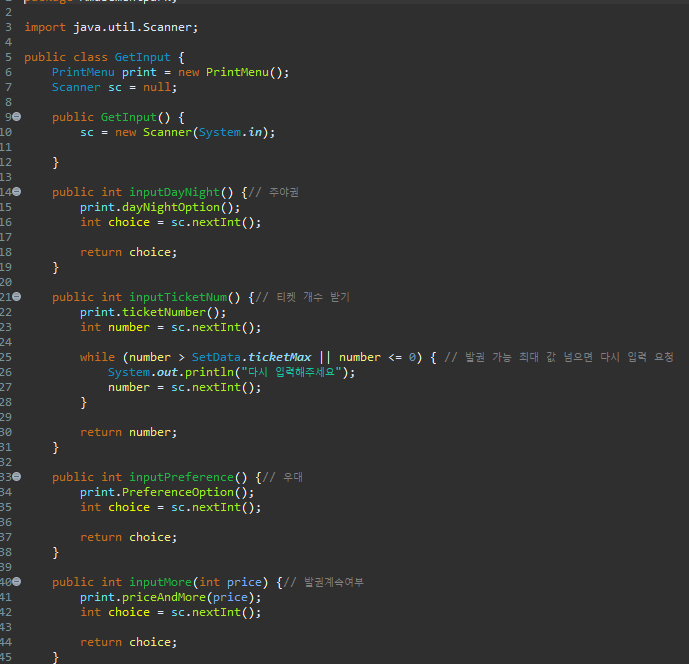 2
3 import java.util.Scanner;
4
5 public class GetInput {
6 PrintMenu print = new PrintMenu();
7 Scanner sc = null;
8
9 public GetInput() {
10 sc = new Scanner(System.in);
11
12 }
13
14 public int inputDayNight() {// 주야권
15 print.dayNightOption();
16 int choice = sc.nextInt();
17
18 return choice;
19 }
20
21 public int inputTicketNum() {// 티켓 개수 받기
22 print.ticketNumber();
23 int number = sc.nextInt();
24
25 while (number > SetData.ticketMax || number <= 0) { // 발권 가능 최대 값 넘으면 다시 입력 요청
26 System.out.println("다시 입력해주세요");
27 number = sc.nextInt();
28 }
29
30 return number;
31 }
32
33 public int inputPreference() {// 우대
34 print.PreferenceOption();
35 int choice = sc.nextInt();
36
37 return choice;
38 }
39
40 public int inputMore(int price) {// 발권계속여부
41 print.priceAndMore(price);
42 int choice = sc.nextInt();
43
44 return choice;
45 }